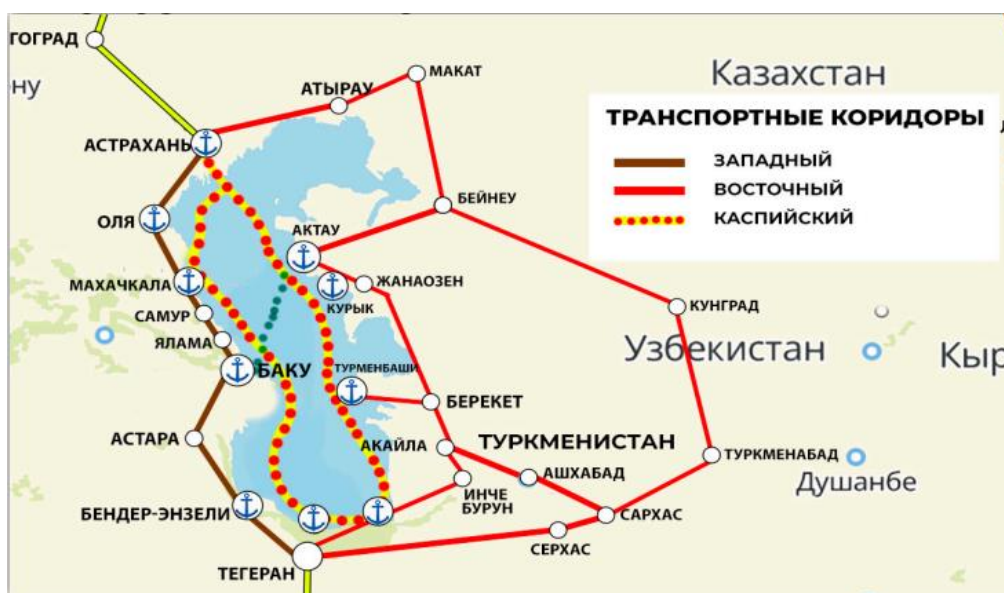 ГОГРАД
ну
МАКАТ
АТЫРАУ
Казахстан
ТРАНСПОРТНЫЕ КОРИДОРЫ
ЗАПАДНЫЙ
ВОСТОЧНЫЙ
КАСПИЙСКИЙ
АСТРАХАНЬ
ОЛЯ
БЕЙНЕУ
АКТАУ
МАХАЧКАЛА
ЖАНАОЗЕН
КУРЫК
САМУР
КУНГРАД
ЯЛАМА
Узбекистан
Кыр
БАКУ
ТУРМЕНБАШИ
БЕРЕКЕТ
АСТАРА
АКАЙЛА
ТУРКМЕНИСТАН
ТУРКМЕНАБАД
АШХАБАД
Душанбе
ИНЧЕ
БУРУН
БЕНДЕР-ЭНЗЕЛИ
САРХАС
СЕРХАС
ТЕГЕРАН